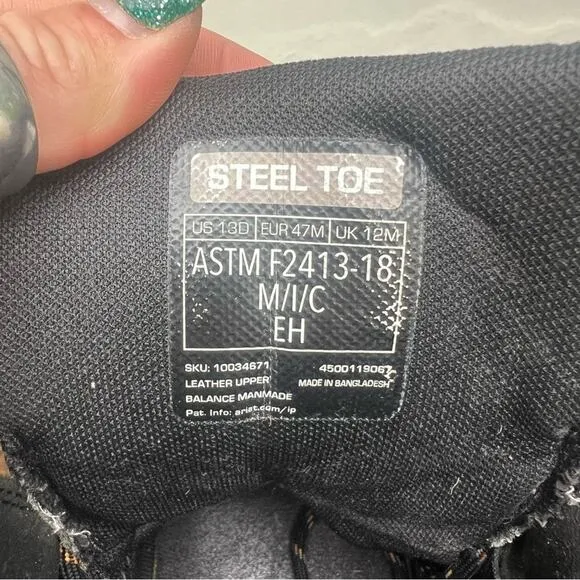 STEEL TOE
US 13D EUR 47M UK 12M
ASTM F2413-18
M/I/C
EH
SKU: 10034671 4500119067
LEATHER UPPER MADE IN BANGLADESH
BALANCE MANMADE
Pat. Info: ariat.com/ip